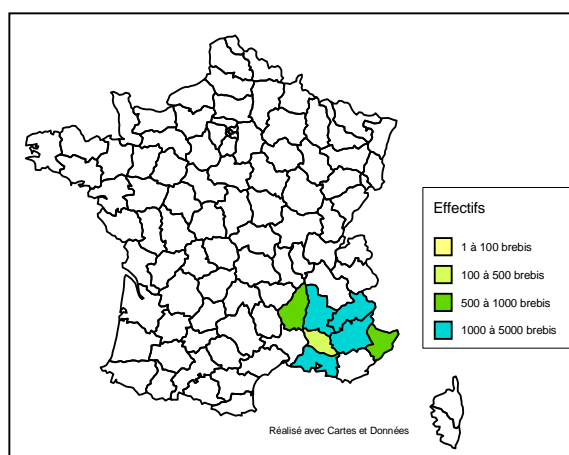 Effectifs
1 à 100 brebis
100 à 500 brebis
500 à 1000 brebis
1000 à 5000 brebis
Réalisé avec Cartes et Données